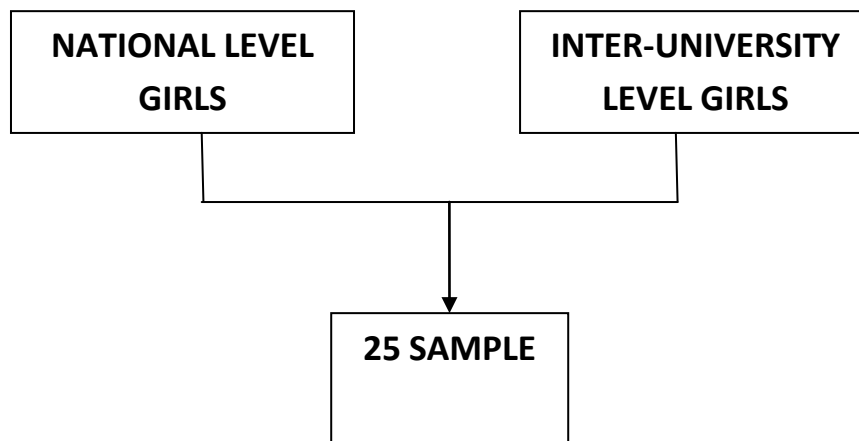 NATIONAL LEVEL
GIRLS
INTER-UNIVERSITY
LEVEL GIRLS
25 SAMPLE